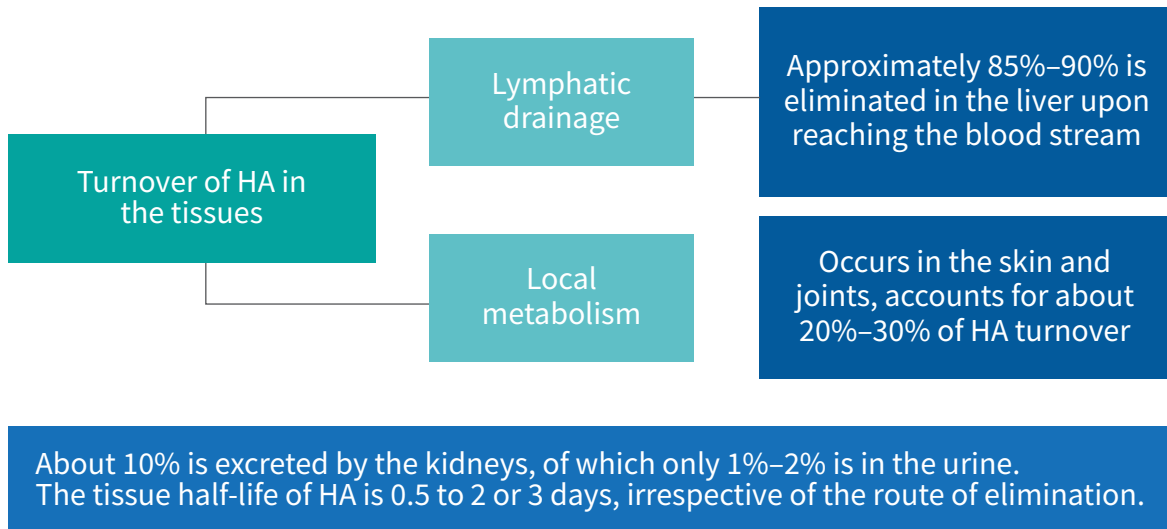 Turnover of HA in
the tissues
Lymphatic
drainage
Approximately 85%–90% is
eliminated in the liver upon
reaching the blood stream
Local
metabolism
Occurs in the skin and
joints, accounts for about
20%–30% of HA turnover
About 10% is excreted by the kidneys, of which only 1%–2% is in the urine.
The tissue half-life of HA is 0.5 to 2 or 3 days, irrespective of the route of elimination.